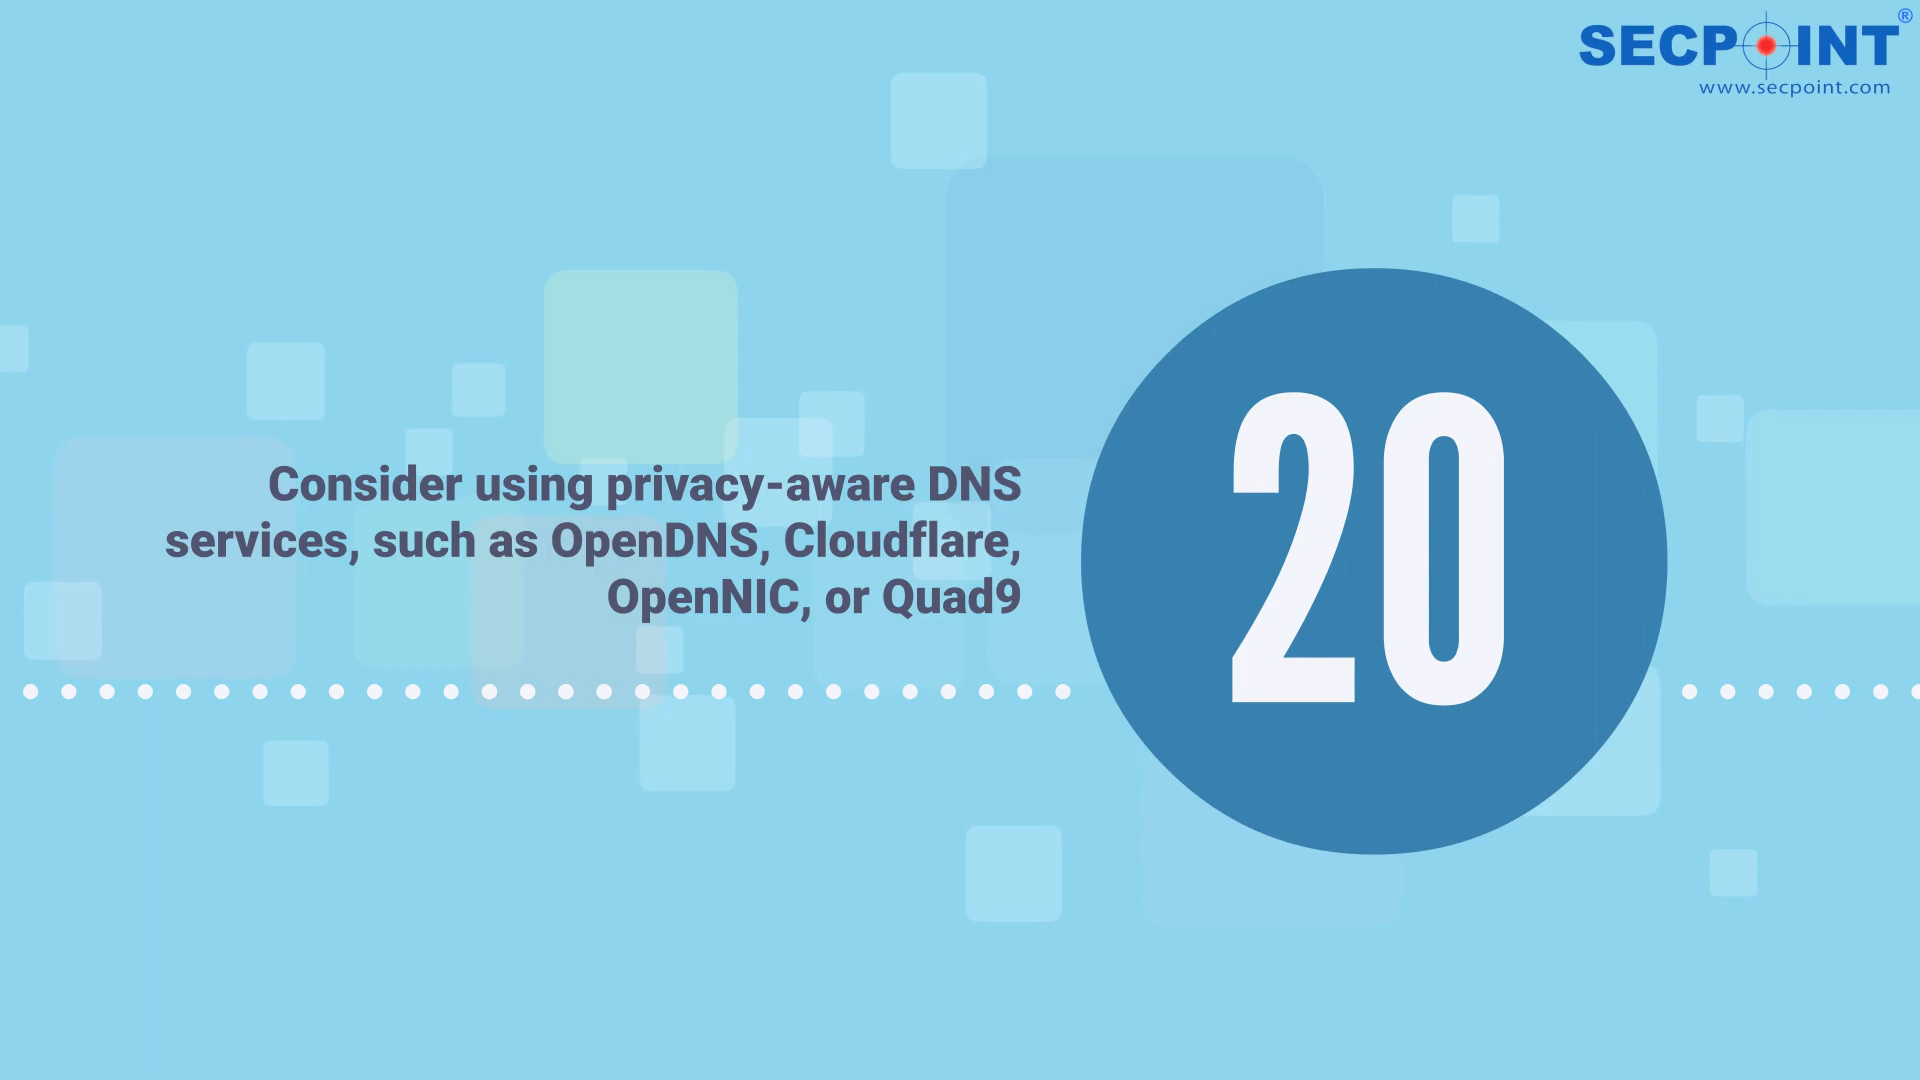 SECPOINT®
www.secpoint.com
Consider using privacy-aware DNS
services, such as OpenDNS, Cloudflare,
OpenNIC, or Quad9
20